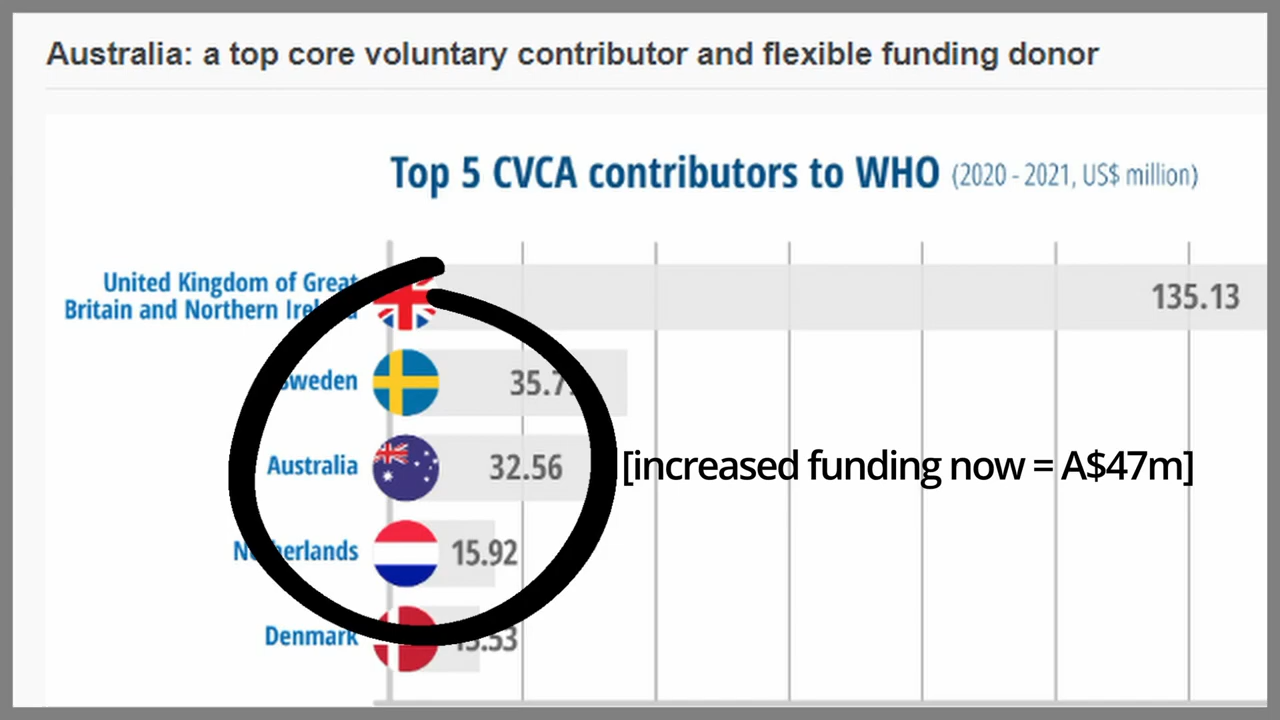 Australia: a top core voluntary contributor and flexible funding donor
Top 5 CVCA contributors to WHO (2020 - 2021, US$ million)
United Kingdom of Great
Britain and Northern
135.13
Sweden
Australia
32.56
[increased funding now = A$47m]
Netherlands
15.92
Denmark